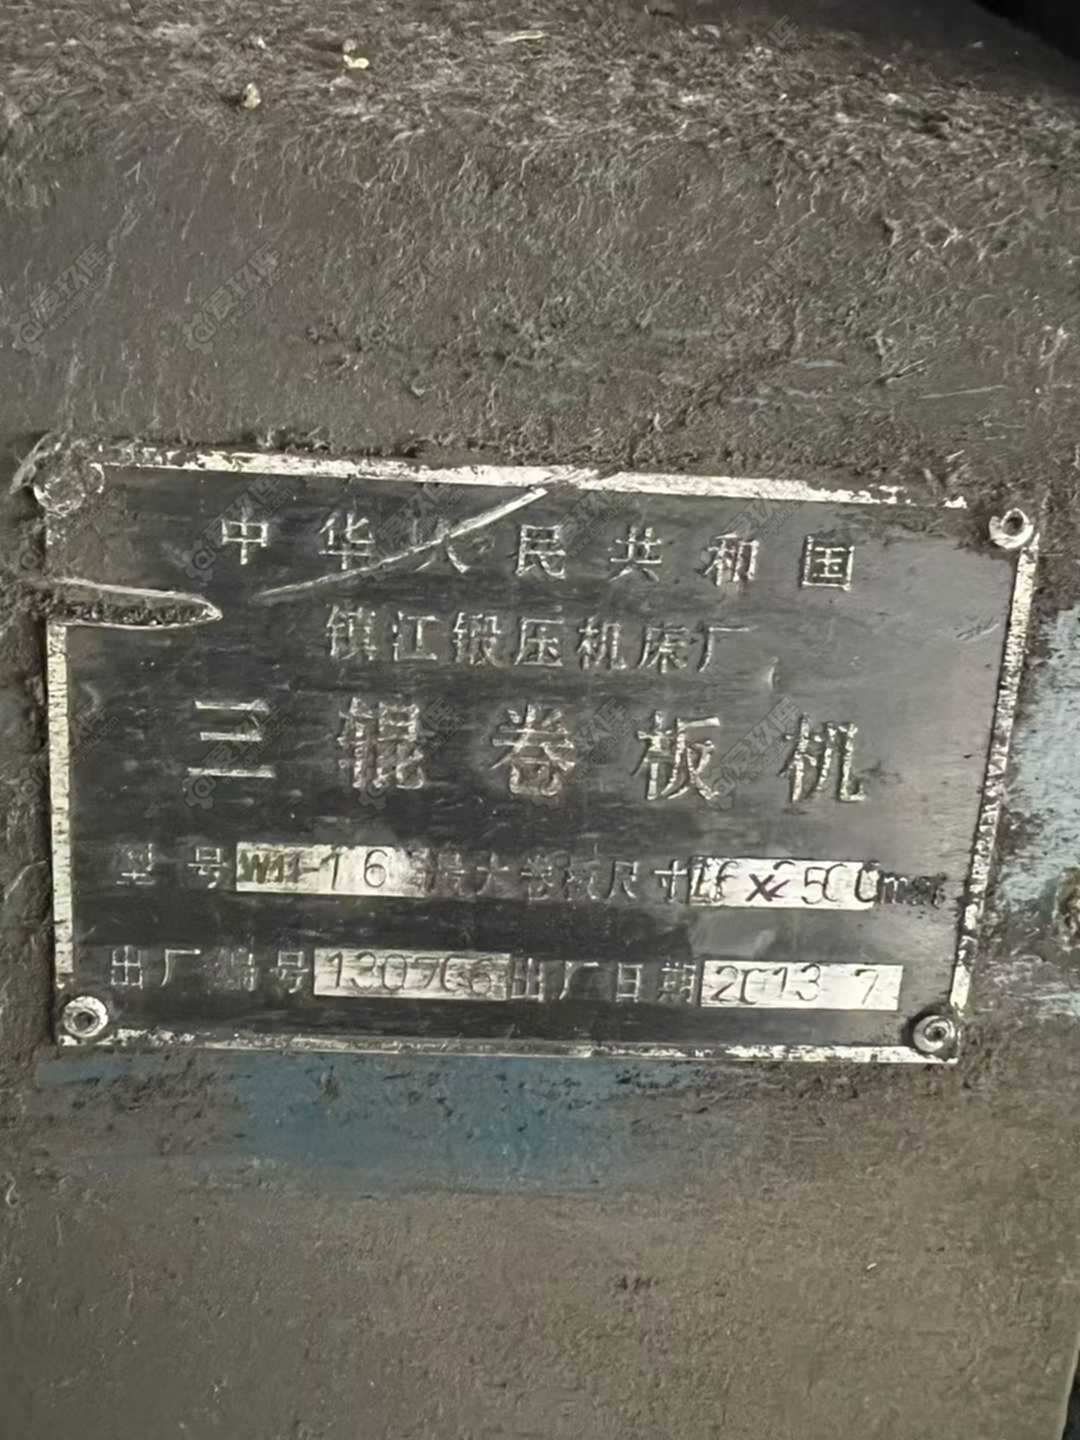 中华人民共和国
镇江锻压机床厂
三辊卷板机
型号 W11-16 最大卷板尺寸 16×2500mm
出厂编号 130706 出厂日期 2013 7